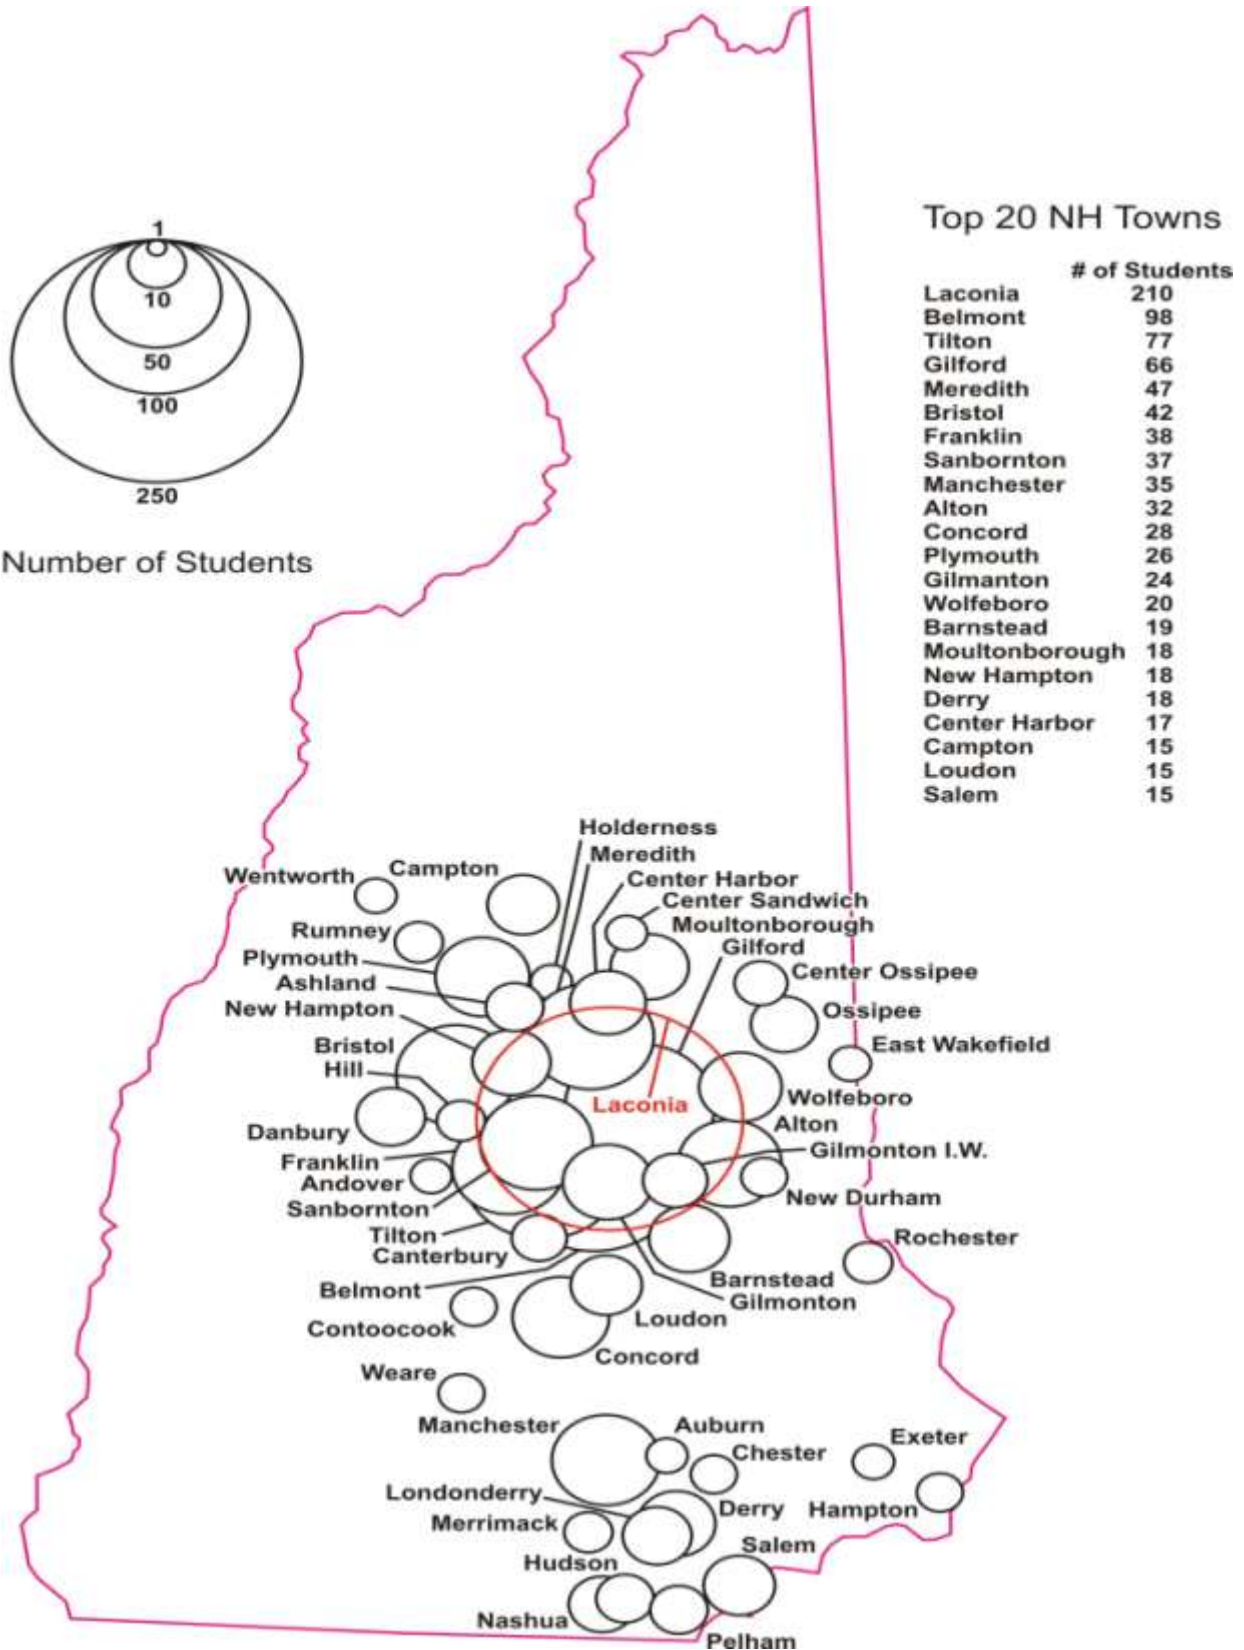 Top 20 NH Towns
# of Students
Laconia 210
Belmont 98
Tilton 77
Gilford 66
Meredith 47
Bristol 42
Franklin 38
Sanbornton 37
Manchester 35
Alton 32
Concord 28
Plymouth 26
Gilmanton 24
Wolfeboro 20
Barnstead 19
Moultonborough 18
New Hampton 18
Derry 18
Center Harbor 17
Campton 15
Loudon 15
Salem 15
1
10
50
100
250
Number of Students
Holderness
Meredith
Wentworth
Campton
Center Harbor
Center Sandwich
Rumney
Moultonborough
Plymouth
Gilford
Ashland
Center Ossipee
New Hampton
Ossipee
Bristol
East Wakefield
Hill
Laconia
Wolfeboro
Danbury
Alton
Franklin
Gilmonton I.W.
Andover
New Durham
Sanbornton
Tilton
Rochester
Canterbury
Belmont
Barnstead
Gilmonton
Contoocook
Loudon
Concord
Weare
Manchester
Auburn
Exeter
Chester
Londonderry
Derry
Hampton
Merrimack
Salem
Hudson
Nashua
Pelham